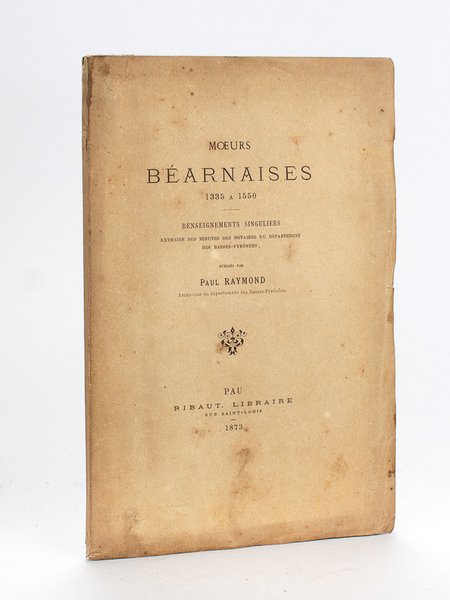 MŒURS
BÉARNAISES
1335 A 1550
RENSEIGNEMENTS SINGULIERS
EXTRAITS DES MINUTES DES NOTAIRES DU DÉPARTEMENT
DES BASSES-PYRÉNÉES,
PUBLIÉS PAR
PAUL RAYMOND
Archiviste du département des Basses-Pyrénées.
PAU
RIBAUT, LIBRAIRE
RUE SAINT-LOUIS
1873